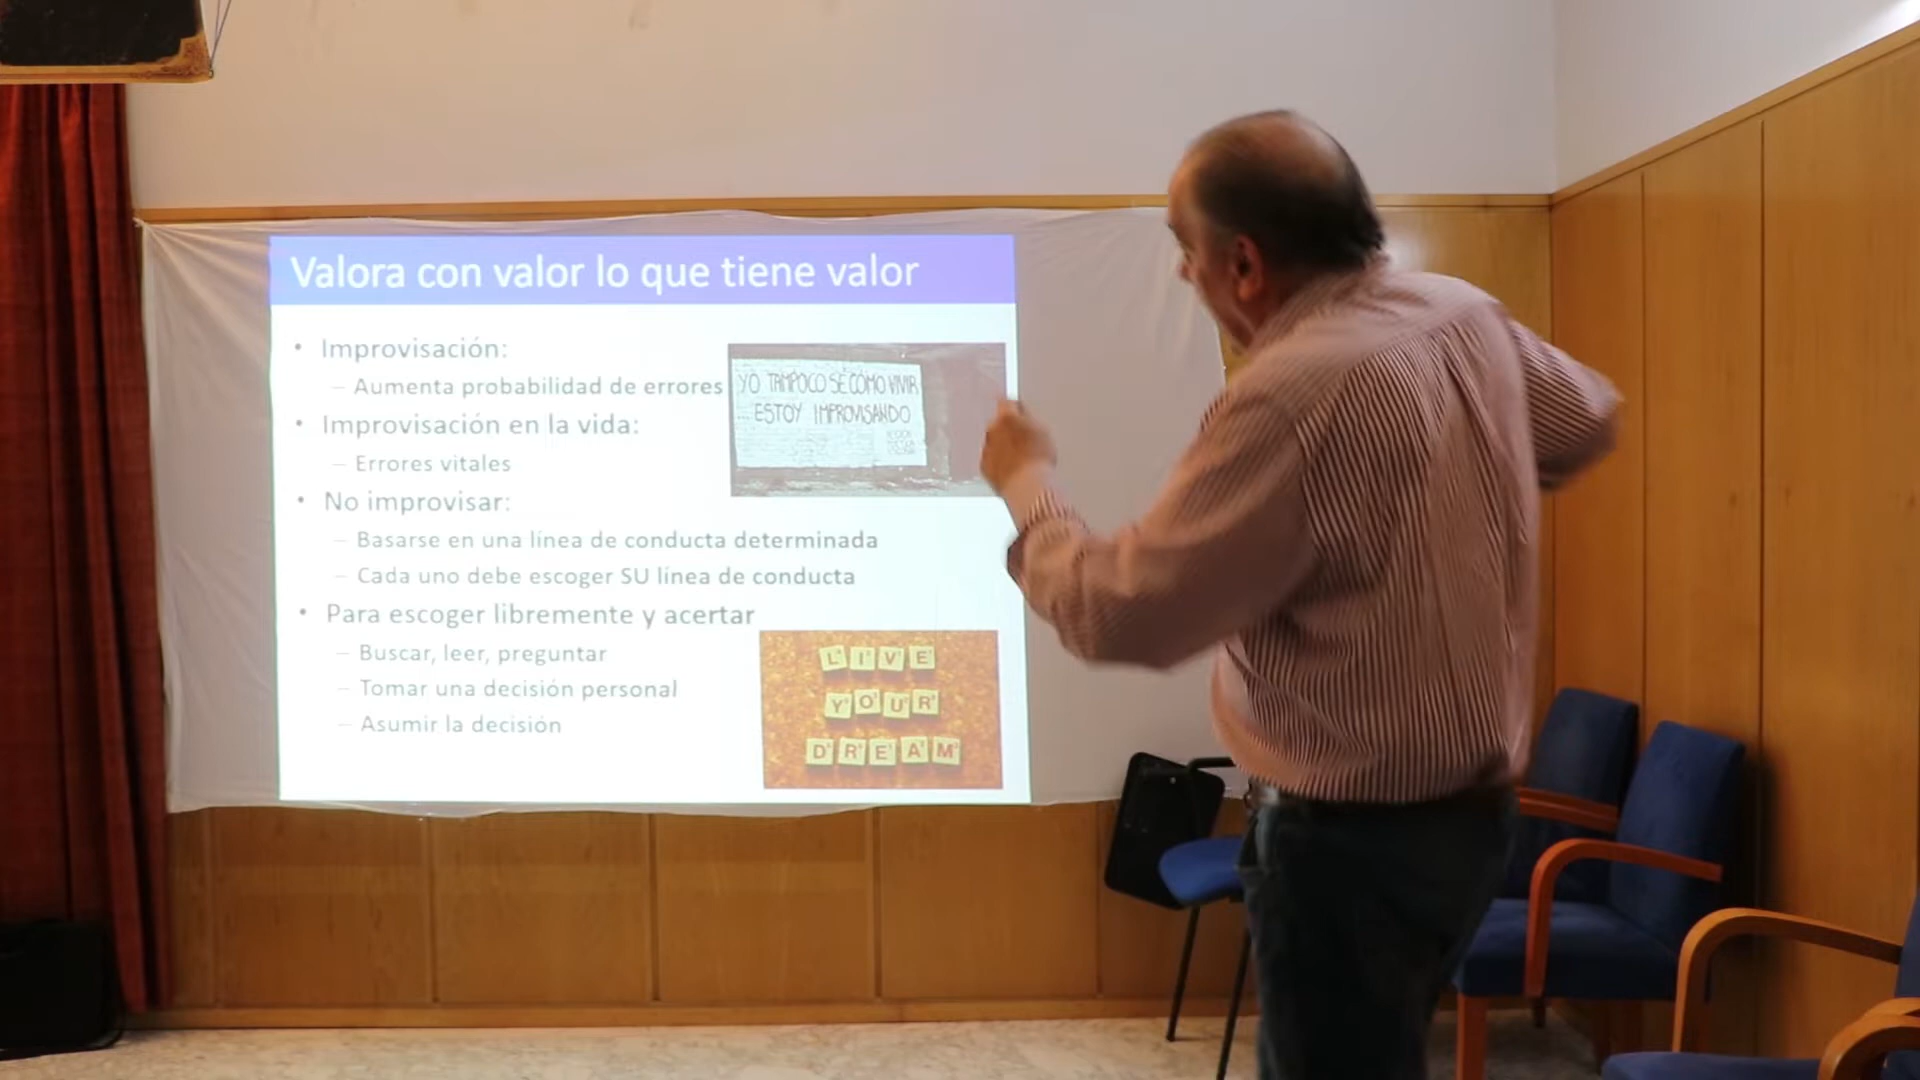 Valora con valor lo que tiene valor
• Improvisación:
– Aumenta probabilidad de errores
• Improvisación en la vida:
– Errores vitales
• No improvisar:
– Basarse en una línea de conducta determinada
– Cada uno debe escoger SU línea de conducta
• Para escoger libremente y acertar
– Buscar, leer, preguntar
– Tomar una decisión personal
– Asumir la decisión
YO TAMPOCO SE COMO VIVIR
... ESTOY IMPROVISANDO
LIVE
YOUR
DREAM